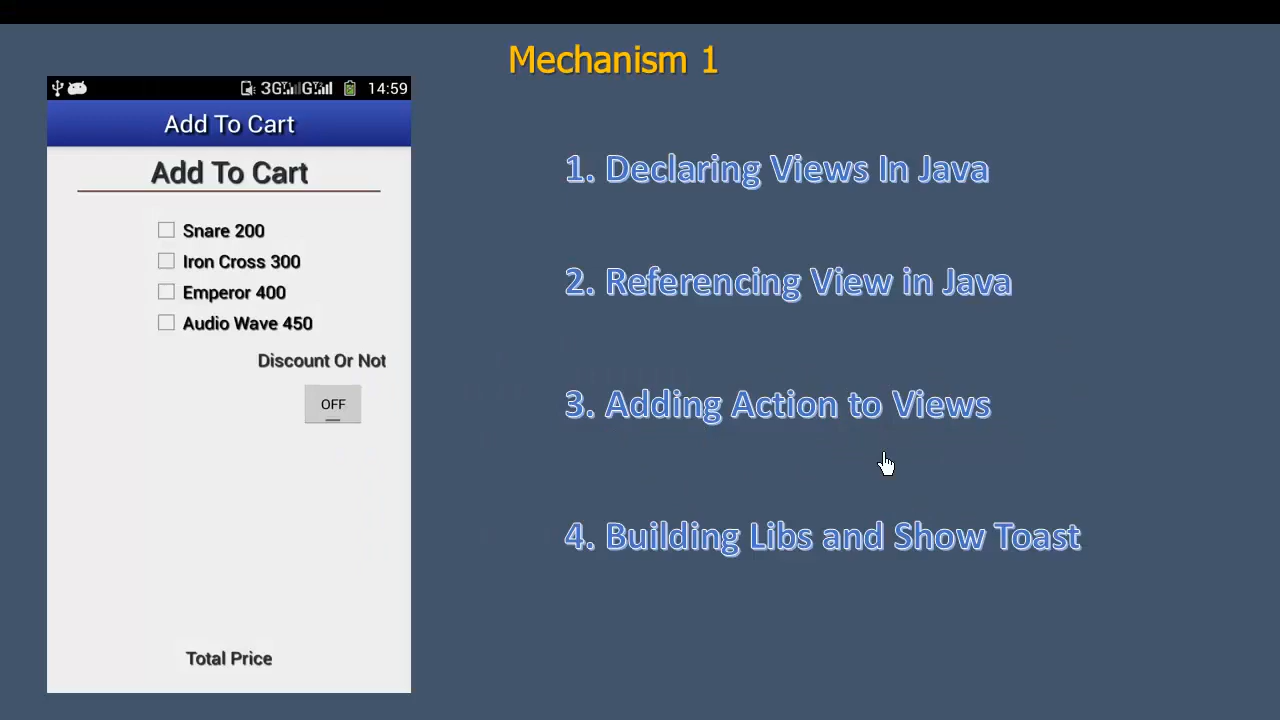 Mechanism 1
3G G 14:59
Add To Cart
Add To Cart
Snare 200
Iron Cross 300
Emperor 400
Audio Wave 450
Discount Or Not
OFF
Total Price
1. Declaring Views In Java
2. Referencing View in Java
3. Adding Action to Views
4. Building Libs and Show Toast